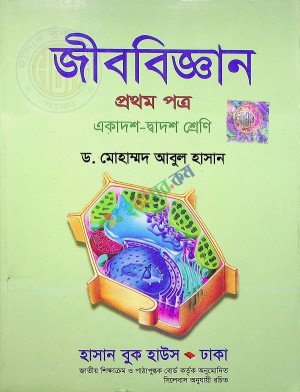 জীববিজ্ঞান
প্রথম পত্র
একাদশ-দ্বাদশ শ্রেণি
ড. মোহাম্মদ আবুল হাসান
হাসান বুক হাউস ঢাকা
জাতীয় শিক্ষাক্রম ও পাঠ্যপুস্তক বোর্ড কর্তৃক অনুমোদিত
সিলেবাস অনুযায়ী রচিত